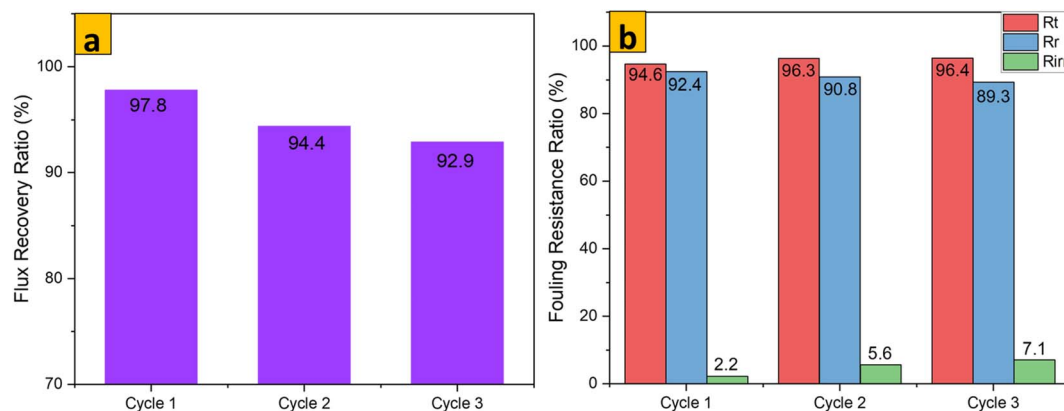 a
Flux Recovery Ratio (%)
100
90
80
70
97.8
94.4
92.9
Cycle 1
Cycle 2
Cycle 3
b
Fouling Resistance Ratio (%)
100
80
60
40
20
0
Rt
Rr
Rirr
94.6
92.4
2.2
96.3
90.8
5.6
96.4
89.3
7.1
Cycle 1
Cycle 2
Cycle 3